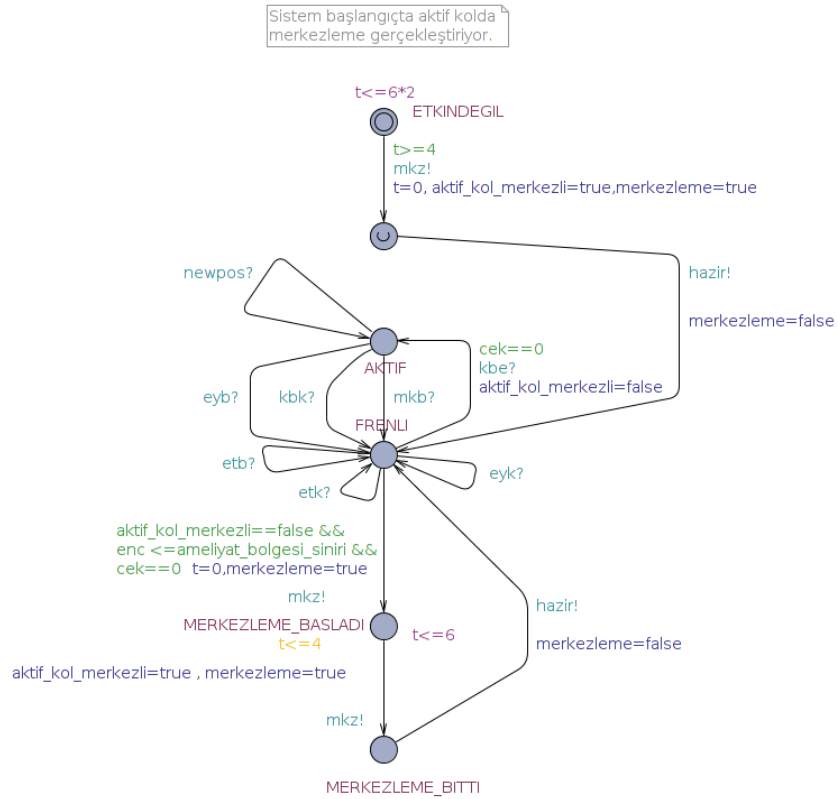 Sistem başlangıçta aktif kolda
merkezleme gerçekleştiriyor.
t<=6*2
ETKINDEGIL
t>=4
mkz!
t=0, aktif_kol_merkezli=true,merkezleme=true
newpos?
hazir!
merkezleme=false
cek==0
kbe?
aktif_kol_merkezli=false
AKTIF
eyb?
kbk?
mkb?
FRENLI
etb?
etk?
eyk?
aktif_kol_merkezli==false &&
enc <=ameliyat_bolgesi_siniri &&
cek==0 t=0,merkezleme=true
mkz!
hazir!
MERKEZLEME_BASLADI
t<=4
t<=6
merkezleme=false
aktif_kol_merkezli=true , merkezleme=true
mkz!
MERKEZLEME_BITTI